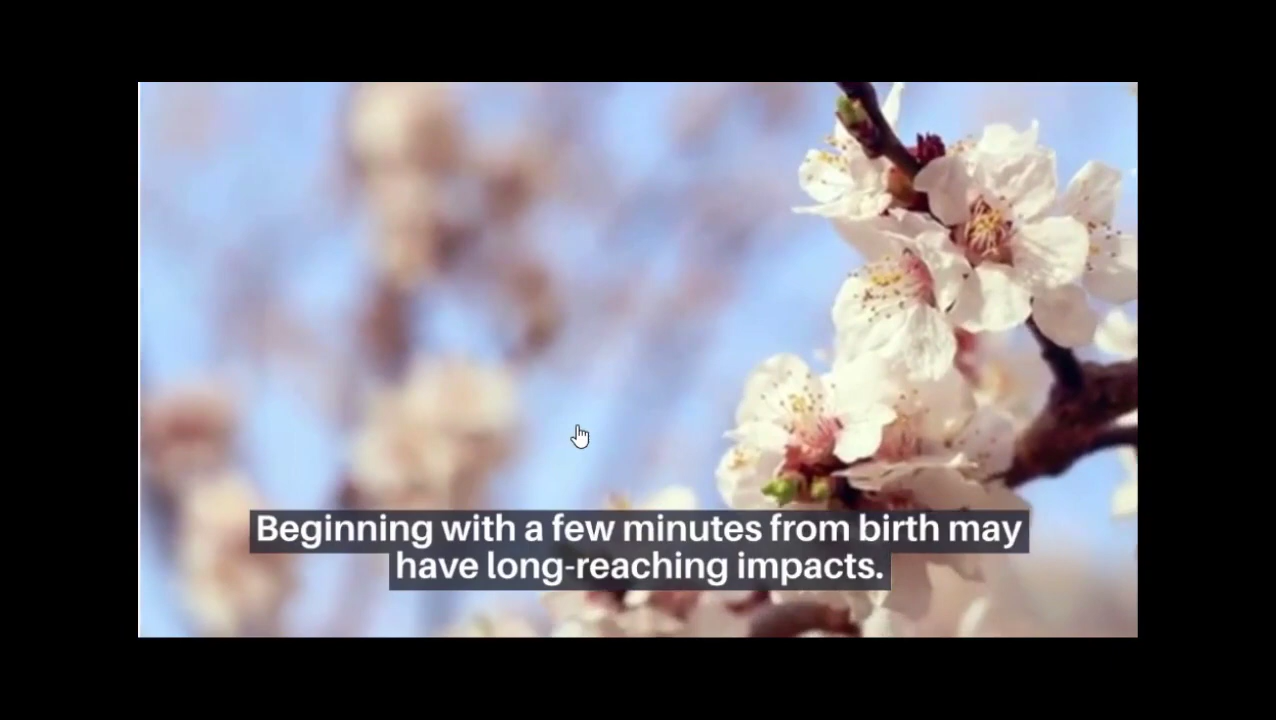 Beginning with a few minutes from birth may
have long-reaching impacts.